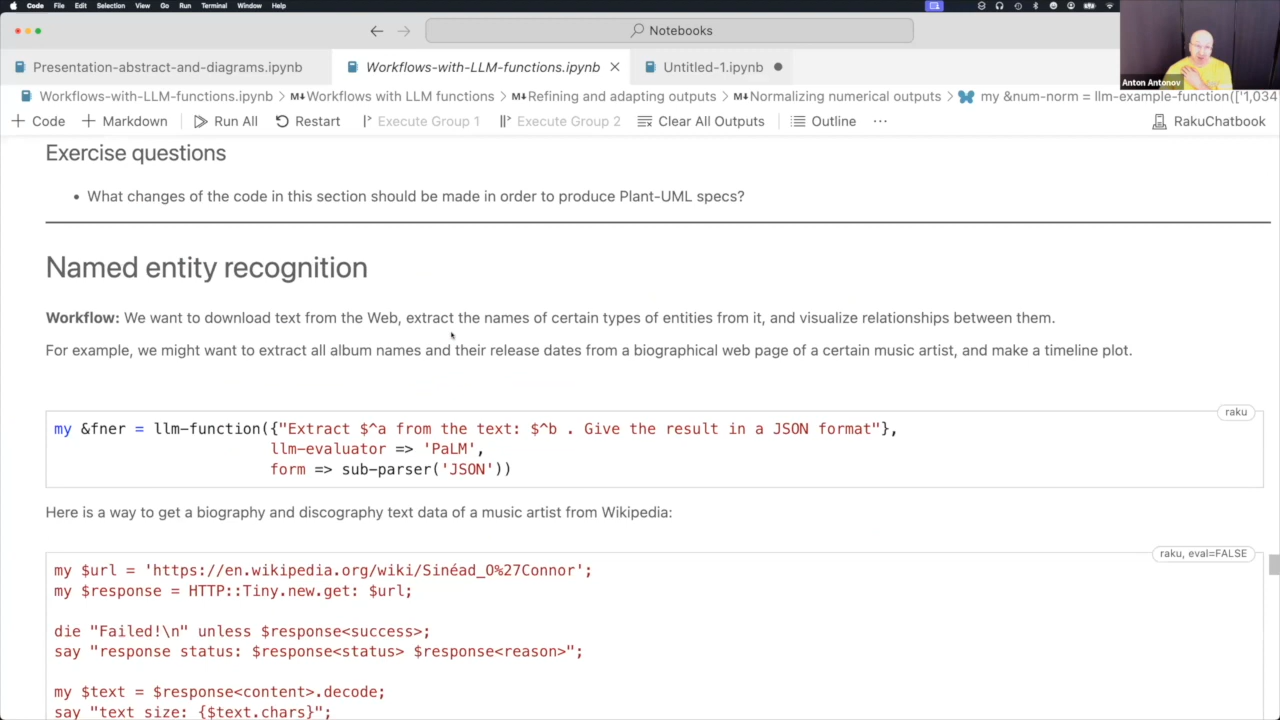 Code File Edit Selection View Go Run Terminal Window Help
Notebooks
Presentation-abstract-and-diagrams.ipynb Workflows-with-LLM-functions.ipynb Untitled-1.ipynb
Anton Antonov
Workflows-with-LLM-functions.ipynb > M↓Workflows with LLM functions > M↓Refining and adapting outputs > M↓Normalizing numerical outputs > my &num-norm = llm-example-function(['1,034
+ Code + Markdown Run All Restart Execute Group 1 Execute Group 2 Clear All Outputs Outline ··· RakuChatbook
Exercise questions
• What changes of the code in this section should be made in order to produce Plant-UML specs?
Named entity recognition
Workflow: We want to download text from the Web, extract the names of certain types of entities from it, and visualize relationships between them.
For example, we might want to extract all album names and their release dates from a biographical web page of a certain music artist, and make a timeline plot.
raku
my &fner = llm-function({"Extract $^a from the text: $^b . Give the result in a JSON format"},
llm-evaluator => 'PaLM',
form => sub-parser('JSON'))
Here is a way to get a biography and discography text data of a music artist from Wikipedia:
raku, eval=FALSE
my $url = 'https://en.wikipedia.org/wiki/Sinéad_O%27Connor';
my $response = HTTP::Tiny.new.get: $url;
die "Failed!\n" unless $response<success>;
say "response status: $response<status> $response<reason>";
my $text = $response<content>.decode;
say "text size: {$text.chars}";